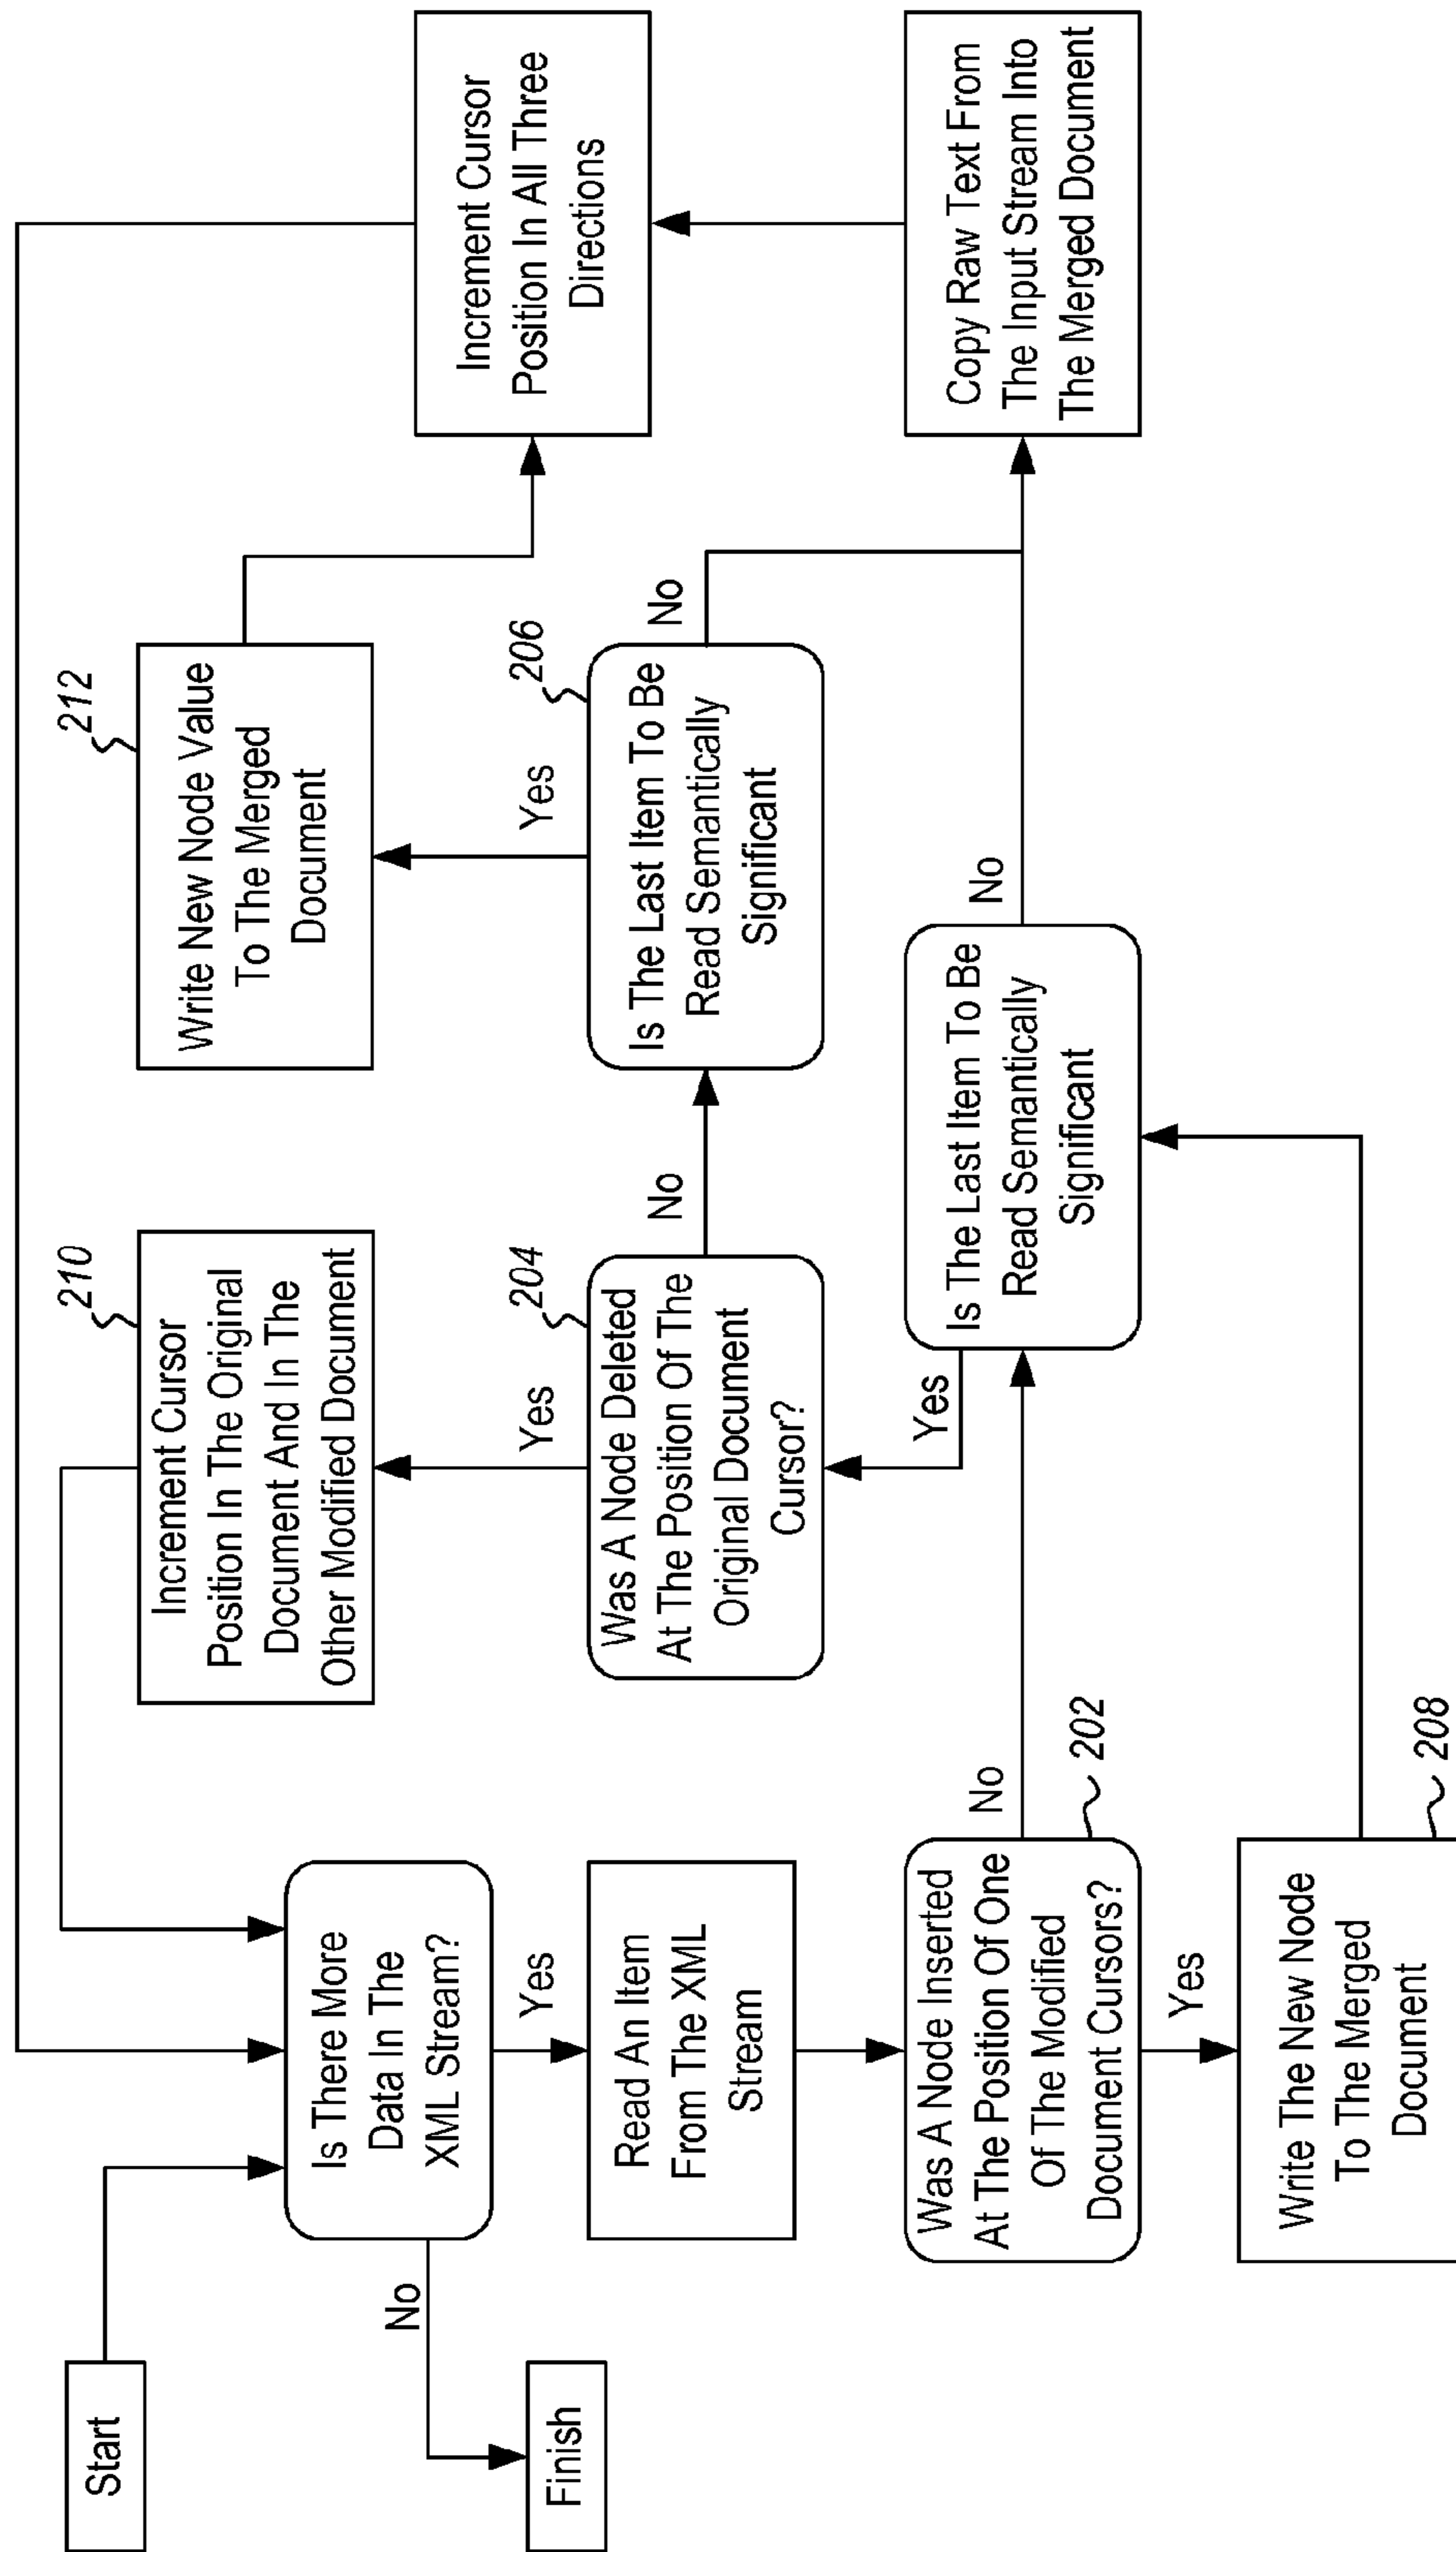 Start
Is There More
Data In The
XML Stream?
No
Finish
Yes
Read An Item
From The XML
Stream
Was A Node Inserted
At The Position Of One
Of The Modified
Document Cursors?
202
No
Yes
Write The New Node
To The Merged
Document
208
Is The Last Item To Be
Read Semantically
Significant
Yes
No
Was A Node Deleted
At The Position Of The
Original Document
Cursor?
204
Yes
No
Increment Cursor
Position In The Original
Document And In The
Other Modified Document
210
Is The Last Item To Be
Read Semantically
Significant
206
Yes
No
Write New Node Value
To The Merged
Document
212
Increment Cursor
Position In All Three
Directions
Copy Raw Text From
The Input Stream Into
The Merged Document